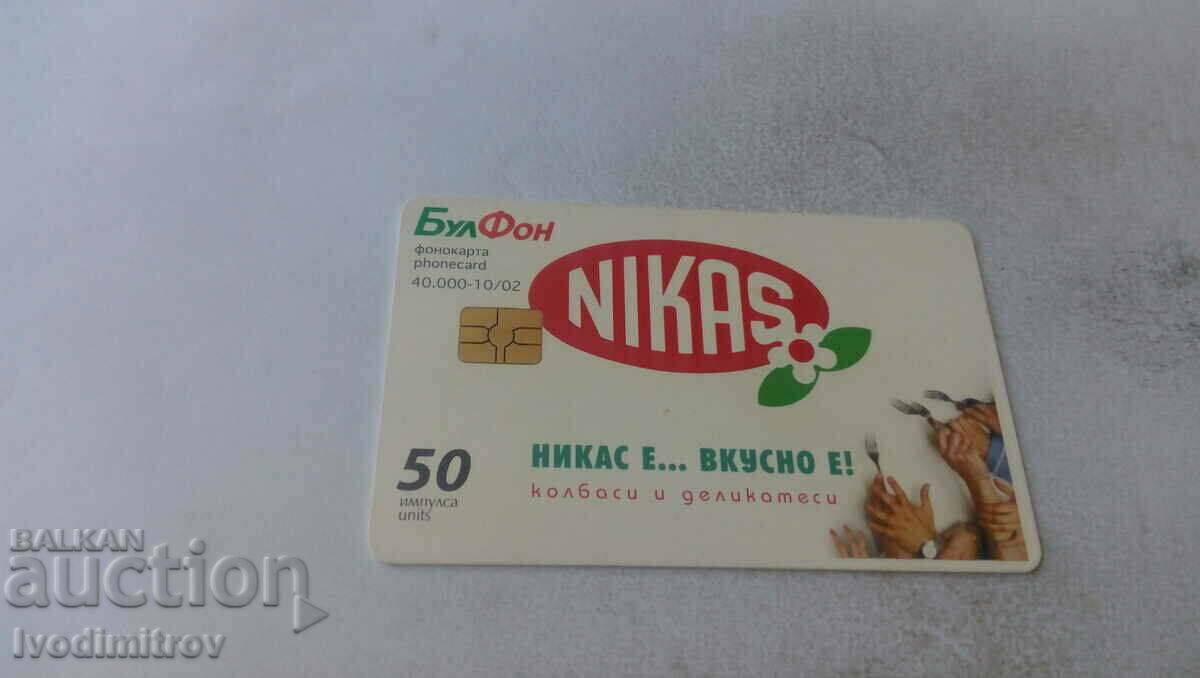 БулФон
фонокарта
phonecard
40.000-10/02
NIKAS
50
импулса
units
НИКАС Е... ВКУСНО Е!
колбаси и деликатеси
BALKAN
auction
Ivodimitrov